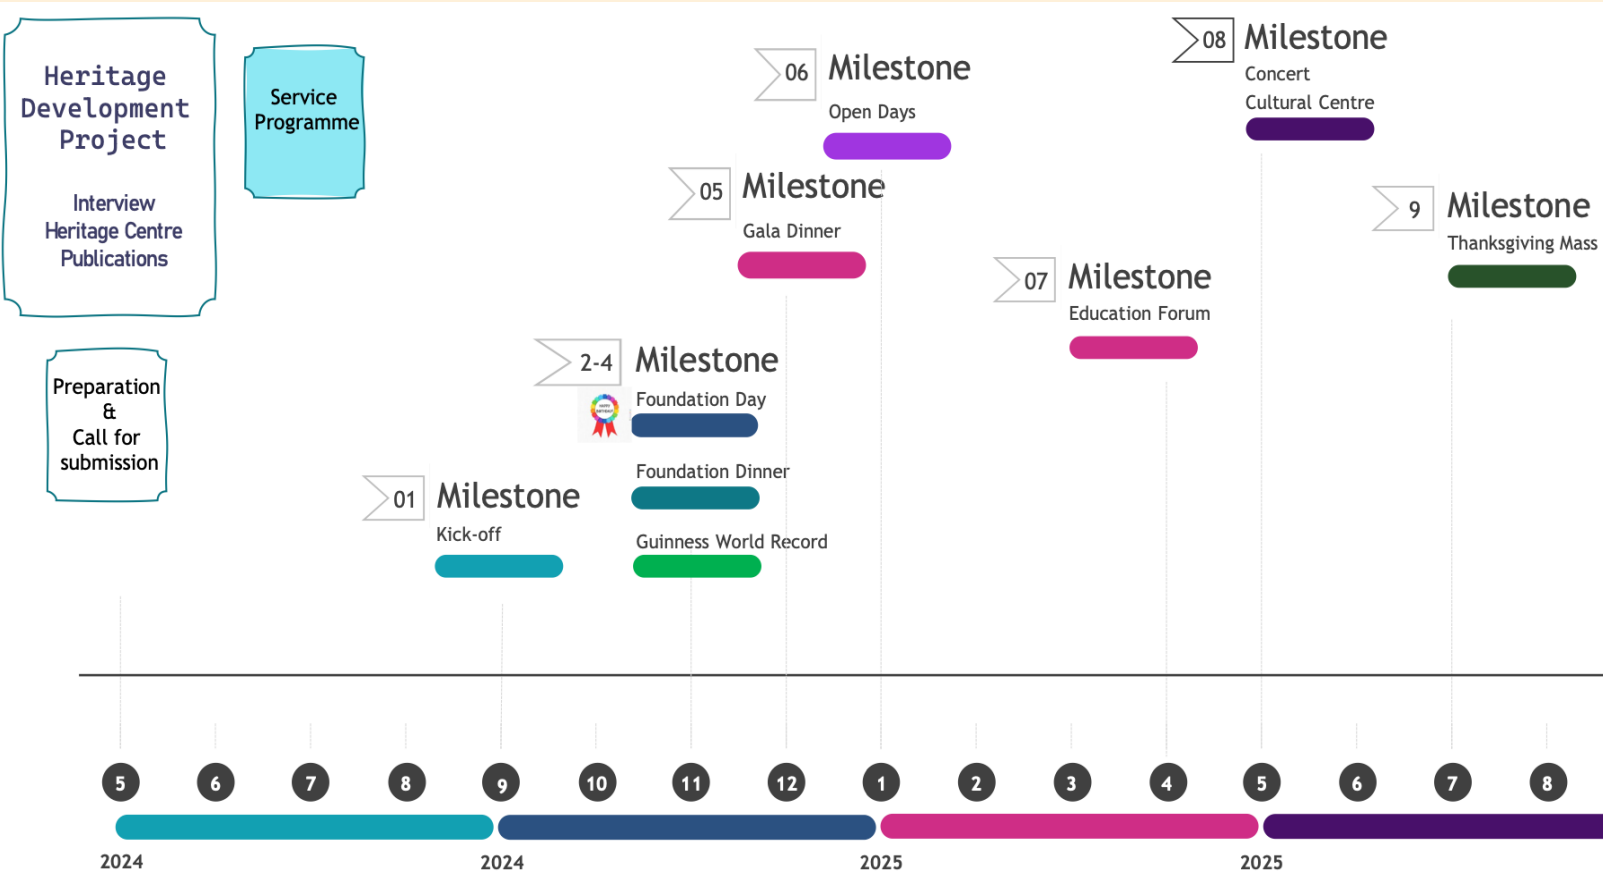 Heritage
Development
Project
Interview
Heritage Centre
Publications
Service
Programme
Preparation
&
Call for
submission
01
Milestone
Kick-off
2-4
Milestone
Foundation Day
Foundation Dinner
Guinness World Record
05
Milestone
Gala Dinner
06
Milestone
Open Days
07
Milestone
Education Forum
08
Milestone
Concert
Cultural Centre
9
Milestone
Thanksgiving Mass
5 6 7 8 9 10 11 12 1 2 3 4 5 6 7 8
2024 2024 2025 2025